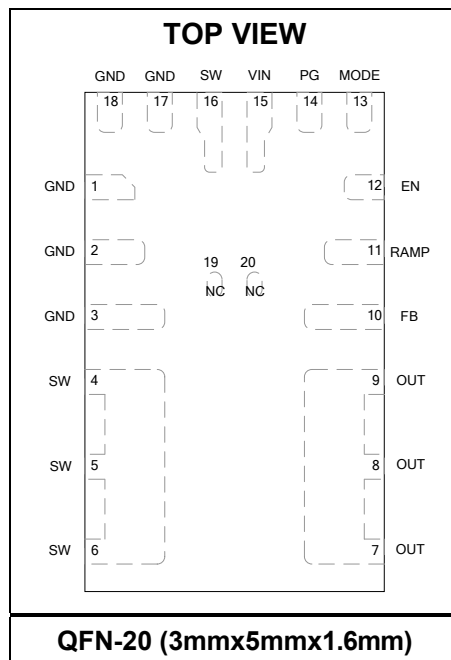 TOP VIEW
GND GND SW VIN PG MODE
18 17 16 15 14 13
GND 1 12 EN
GND 2 11 RAMP
19 20
NC NC
GND 3 10 FB
SW 4 9 OUT
SW 5 8 OUT
SW 6 7 OUT
QFN-20 (3mmx5mmx1.6mm)